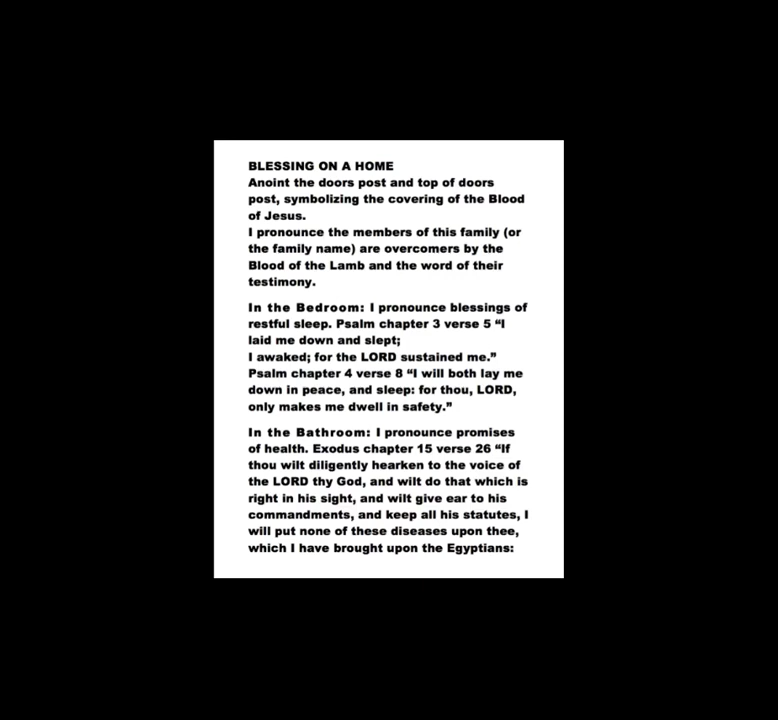 BLESSING ON A HOME
Anoint the doors post and top of doors
post, symbolizing the covering of the Blood
of Jesus.
I pronounce the members of this family (or
the family name) are overcomers by the
Blood of the Lamb and the word of their
testimony.
In the Bedroom: I pronounce blessings of
restful sleep. Psalm chapter 3 verse 5 “I
laid me down and slept;
I awaked; for the LORD sustained me.”
Psalm chapter 4 verse 8 “I will both lay me
down in peace, and sleep: for thou, LORD,
only makes me dwell in safety.”
In the Bathroom: I pronounce promises
of health. Exodus chapter 15 verse 26 “If
thou wilt diligently hearken to the voice of
the LORD thy God, and wilt do that which is
right in his sight, and wilt give ear to his
commandments, and keep all his statutes, I
will put none of these diseases upon thee,
which I have brought upon the Egyptians: